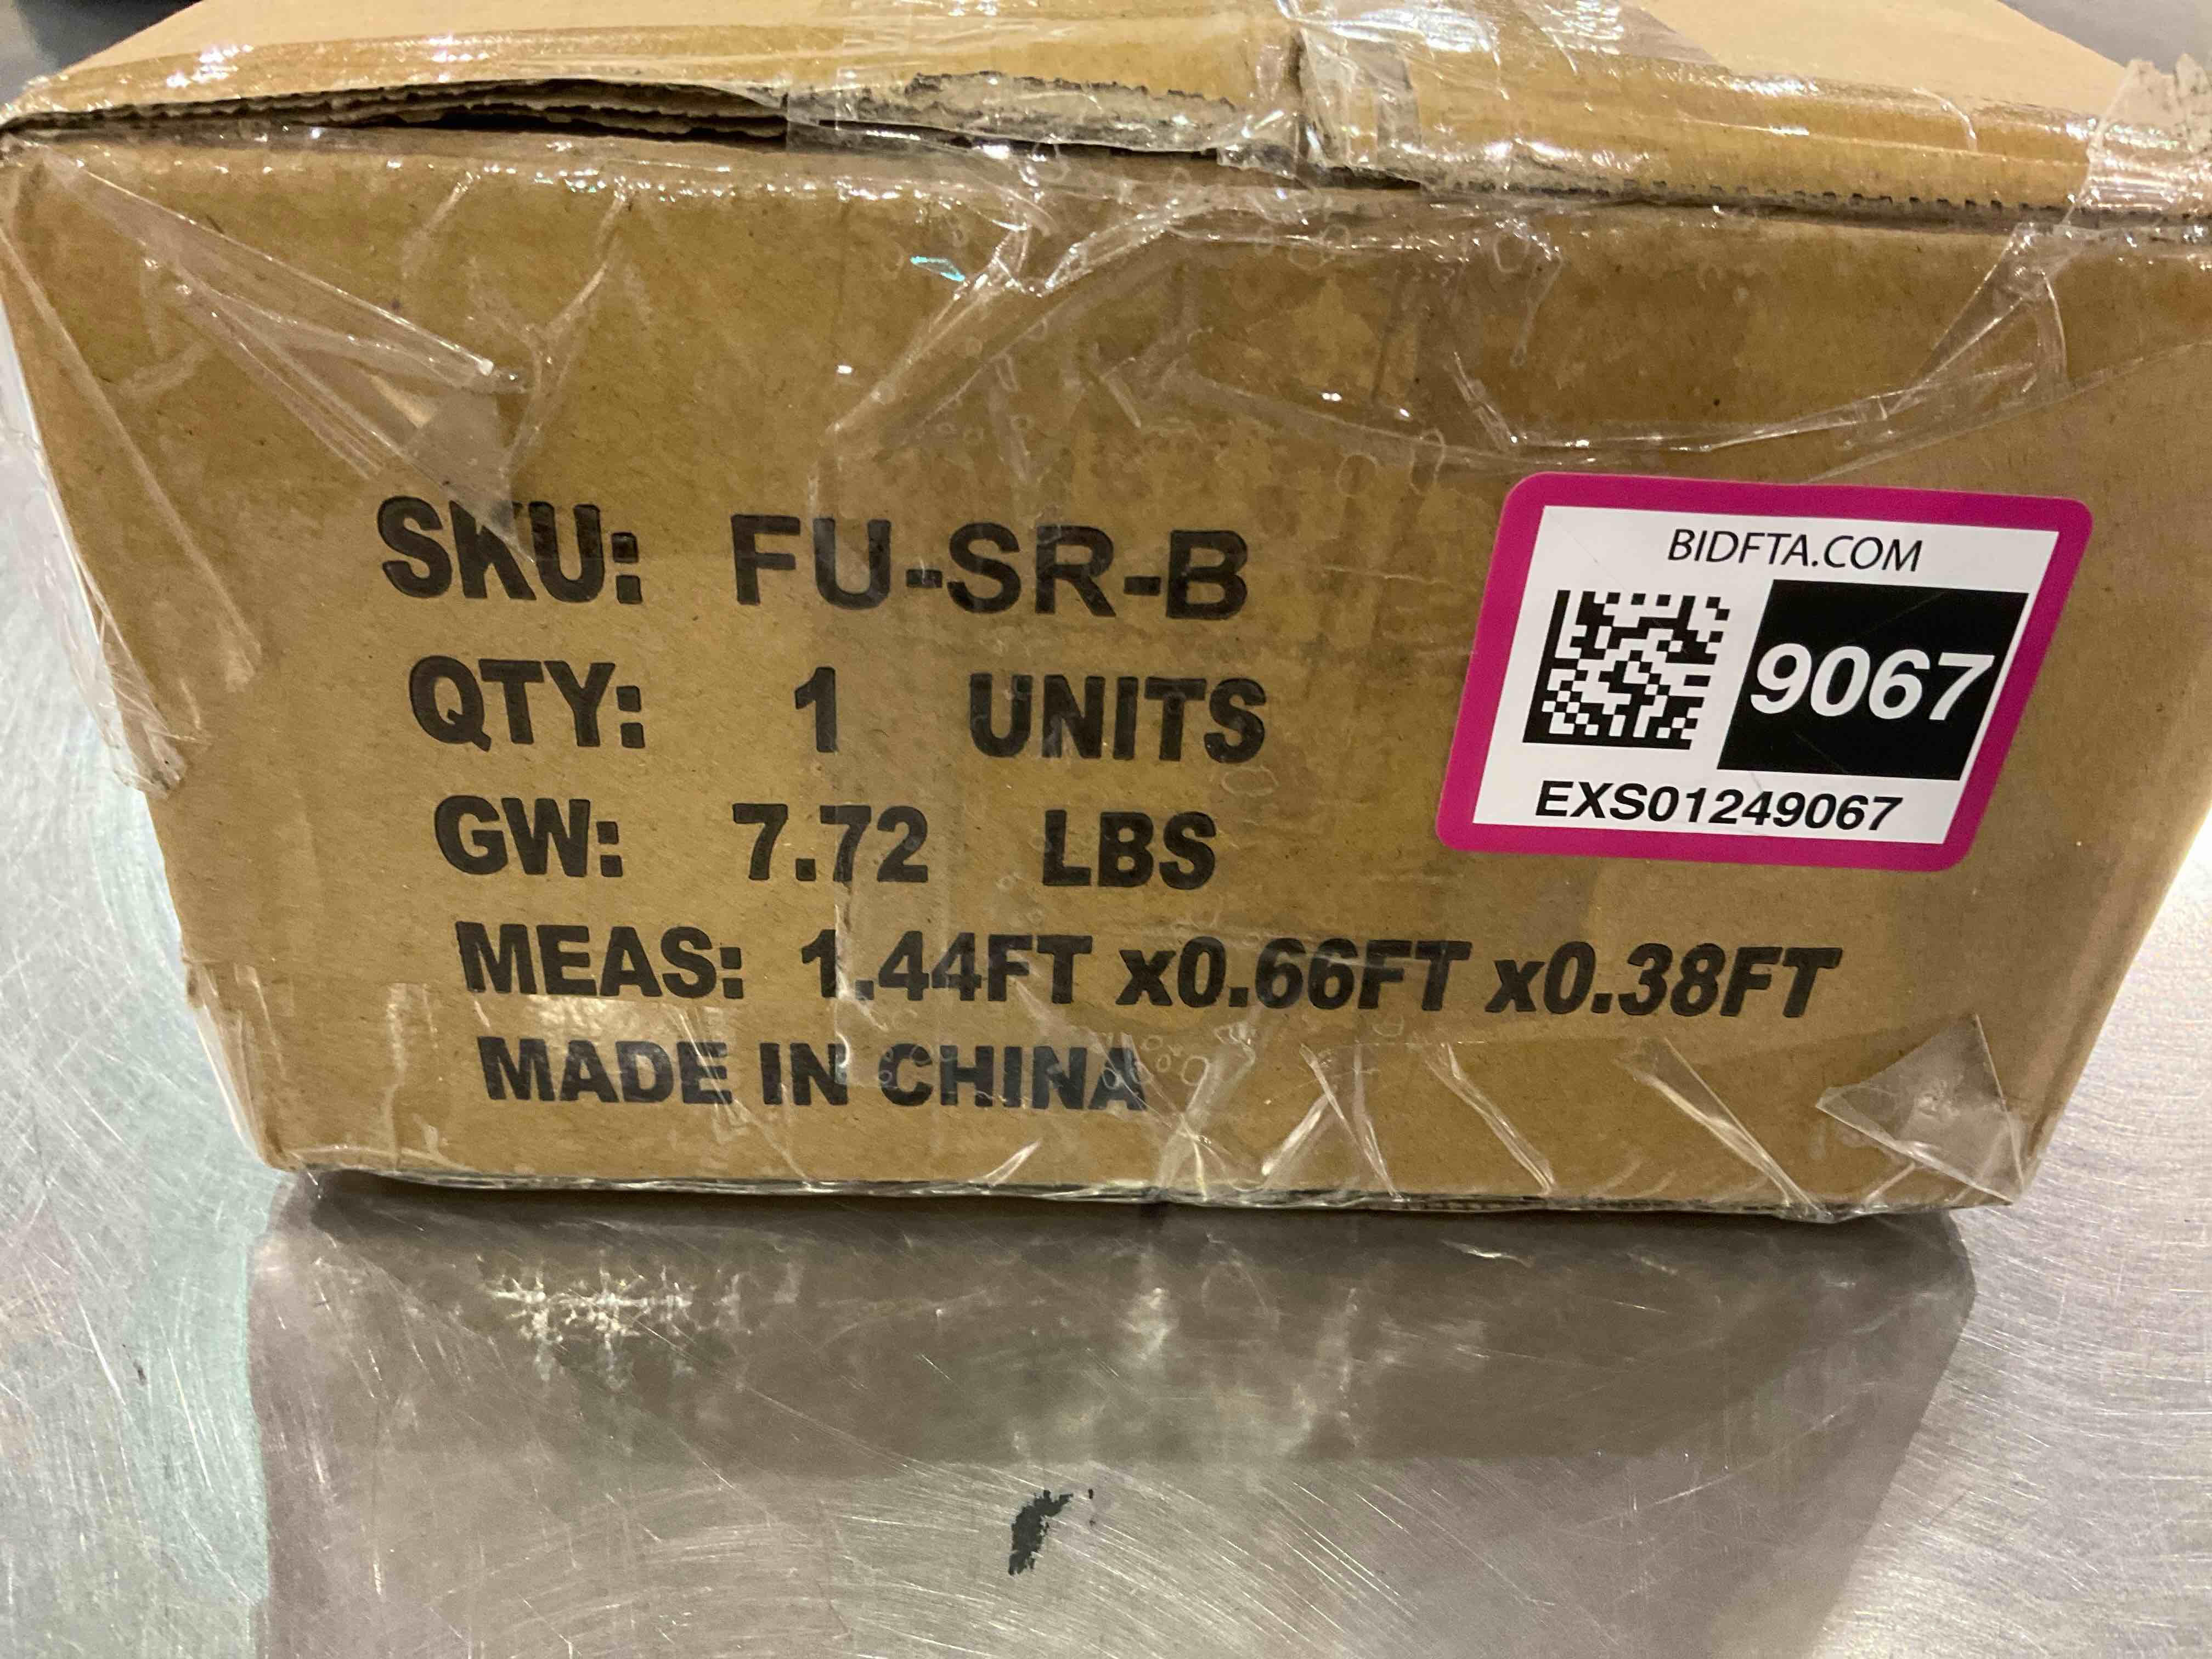 SKU: FU-SR-B
QTY: 1 UNITS
GW: 7.72 LBS
MEAS: 1.44FT x0.66FT x0.38FT
MADE IN CHINA
BIDFTA.COM
9067
EXS01249067